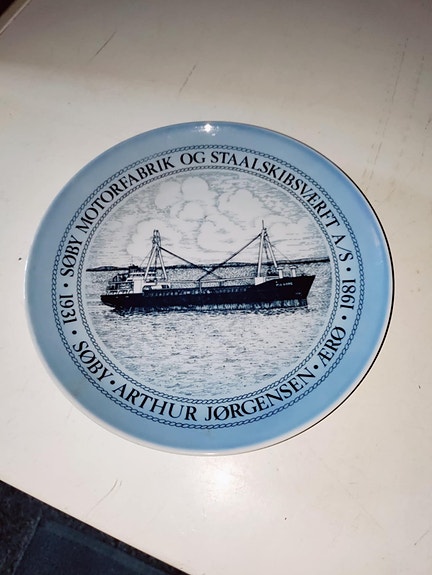 SØBY MOTORFABRIK OG STAALSKIBSVÆRFT A/S · 1981 ·
1931 · SØBY · ARTHUR JØRGENSEN · ÆRØ ·